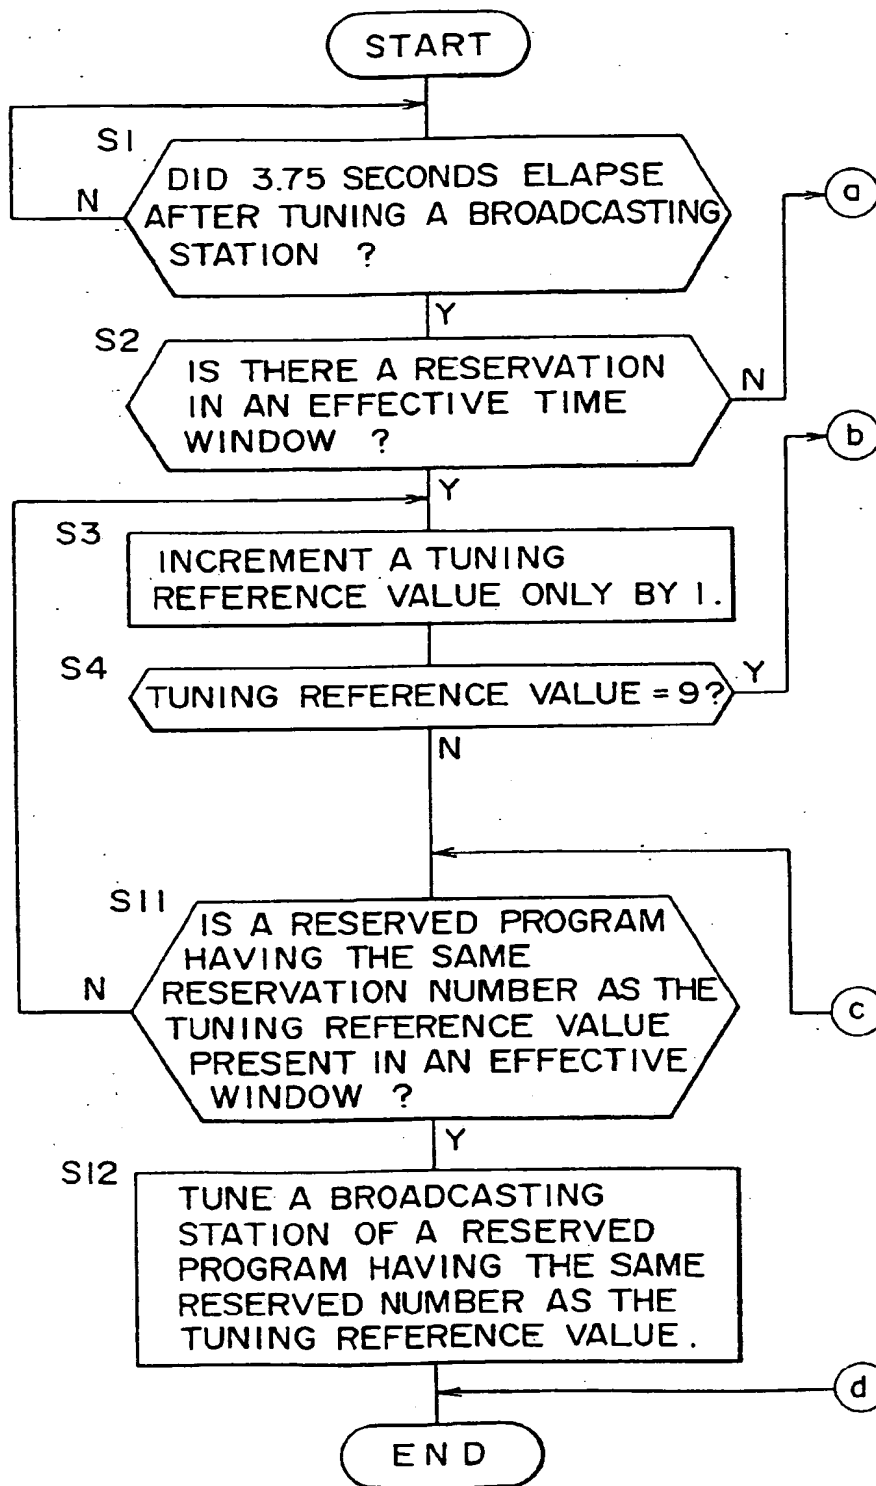 START
S1
DID 3.75 SECONDS ELAPSE
AFTER TUNING A BROADCASTING
STATION ?
N
Y
a
S2
IS THERE A RESERVATION
IN AN EFFECTIVE TIME
WINDOW ?
N
Y
b
S3
INCREMENT A TUNING
REFERENCE VALUE ONLY BY 1.
S4
TUNING REFERENCE VALUE = 9?
Y
N
S11
IS A RESERVED PROGRAM
HAVING THE SAME
RESERVATION NUMBER AS THE
TUNING REFERENCE VALUE
PRESENT IN AN EFFECTIVE
WINDOW ?
N
c
Y
S12
TUNE A BROADCASTING
STATION OF A RESERVED
PROGRAM HAVING THE SAME
RESERVED NUMBER AS THE
TUNING REFERENCE VALUE.
d
END